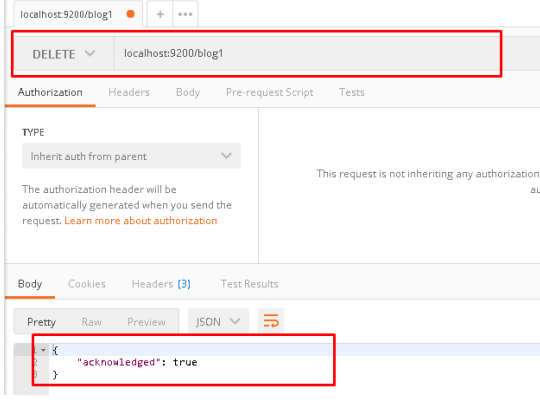 localhost:9200/blog1
DELETE localhost:9200/blog1
Authorization Headers Body Pre-request Script Tests
TYPE
Inherit auth from parent
This request is not inheriting any authorization
The authorization header will be
au
automatically generated when you send the
request. Learn more about authorization
Body Cookies Headers (3) Test Results
Pretty Raw Preview JSON
1 {
2 "acknowledged": true
3 }